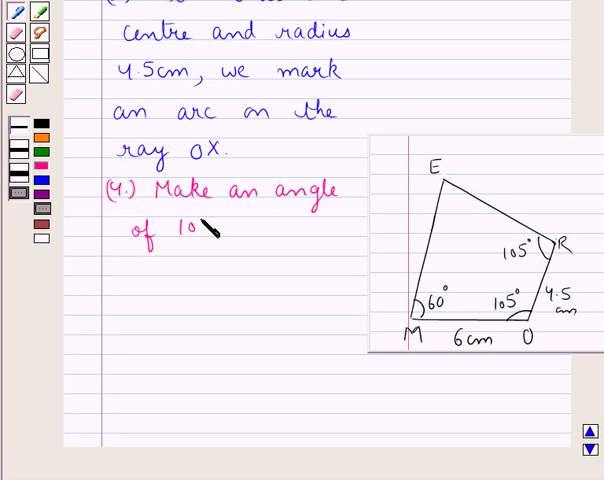 centre and radius
4.5cm, we mark
an arc on the
ray OX.
(4.) Make an angle
of 10
E
105° R
60° 105° 4.5
cm
M 6cm O